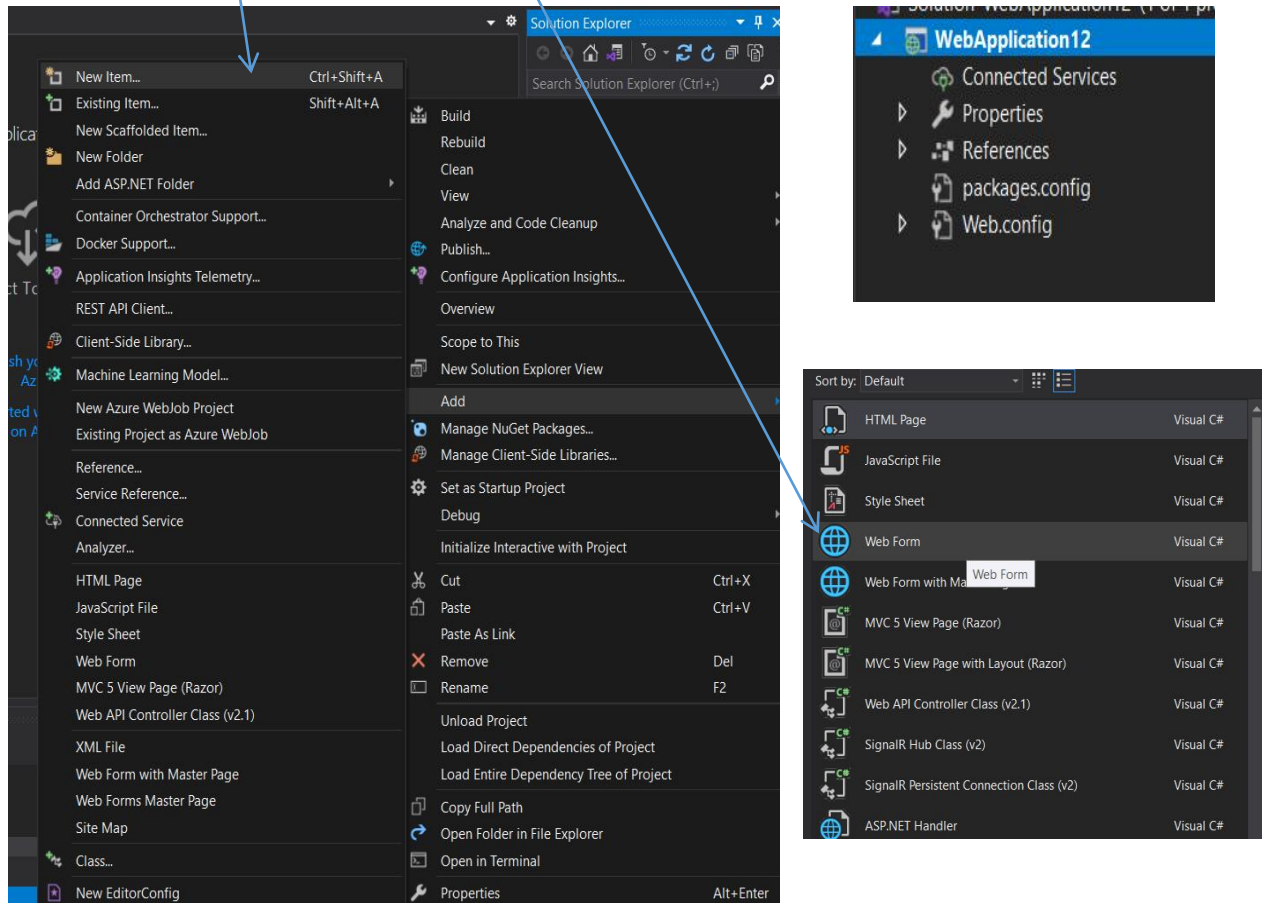 Solution Explorer
Search Solution Explorer (Ctrl+;)
New Item... Ctrl+Shift+A
Existing Item... Shift+Alt+A
New Scaffolded Item...
New Folder
Add ASP.NET Folder
Container Orchestrator Support...
Docker Support...
Application Insights Telemetry...
REST API Client...
Client-Side Library...
Machine Learning Model...
New Azure WebJob Project
Existing Project as Azure WebJob
Reference...
Service Reference...
Connected Service
Analyzer...
HTML Page
JavaScript File
Style Sheet
Web Form
MVC 5 View Page (Razor)
Web API Controller Class (v2.1)
XML File
Web Form with Master Page
Web Forms Master Page
Site Map
Class...
New EditorConfig
Build
Rebuild
Clean
View
Analyze and Code Cleanup
Publish...
Configure Application Insights...
Overview
Scope to This
New Solution Explorer View
Add
Manage NuGet Packages...
Manage Client-Side Libraries...
Set as Startup Project
Debug
Initialize Interactive with Project
Cut Ctrl+X
Paste Ctrl+V
Paste As Link
Remove Del
Rename F2
Unload Project
Load Direct Dependencies of Project
Load Entire Dependency Tree of Project
Copy Full Path
Open Folder in File Explorer
Open in Terminal
Properties Alt+Enter
WebApplication12
Connected Services
Properties
References
packages.config
Web.config
Sort by: Default
HTML Page Visual C#
JavaScript File Visual C#
Style Sheet Visual C#
Web Form Visual C#
Web Form
Web Form with Ma Visual C#
MVC 5 View Page (Razor) Visual C#
MVC 5 View Page with Layout (Razor) Visual C#
Web API Controller Class (v2.1) Visual C#
SignalR Hub Class (v2) Visual C#
SignalR Persistent Connection Class (v2) Visual C#
ASP.NET Handler Visual C#